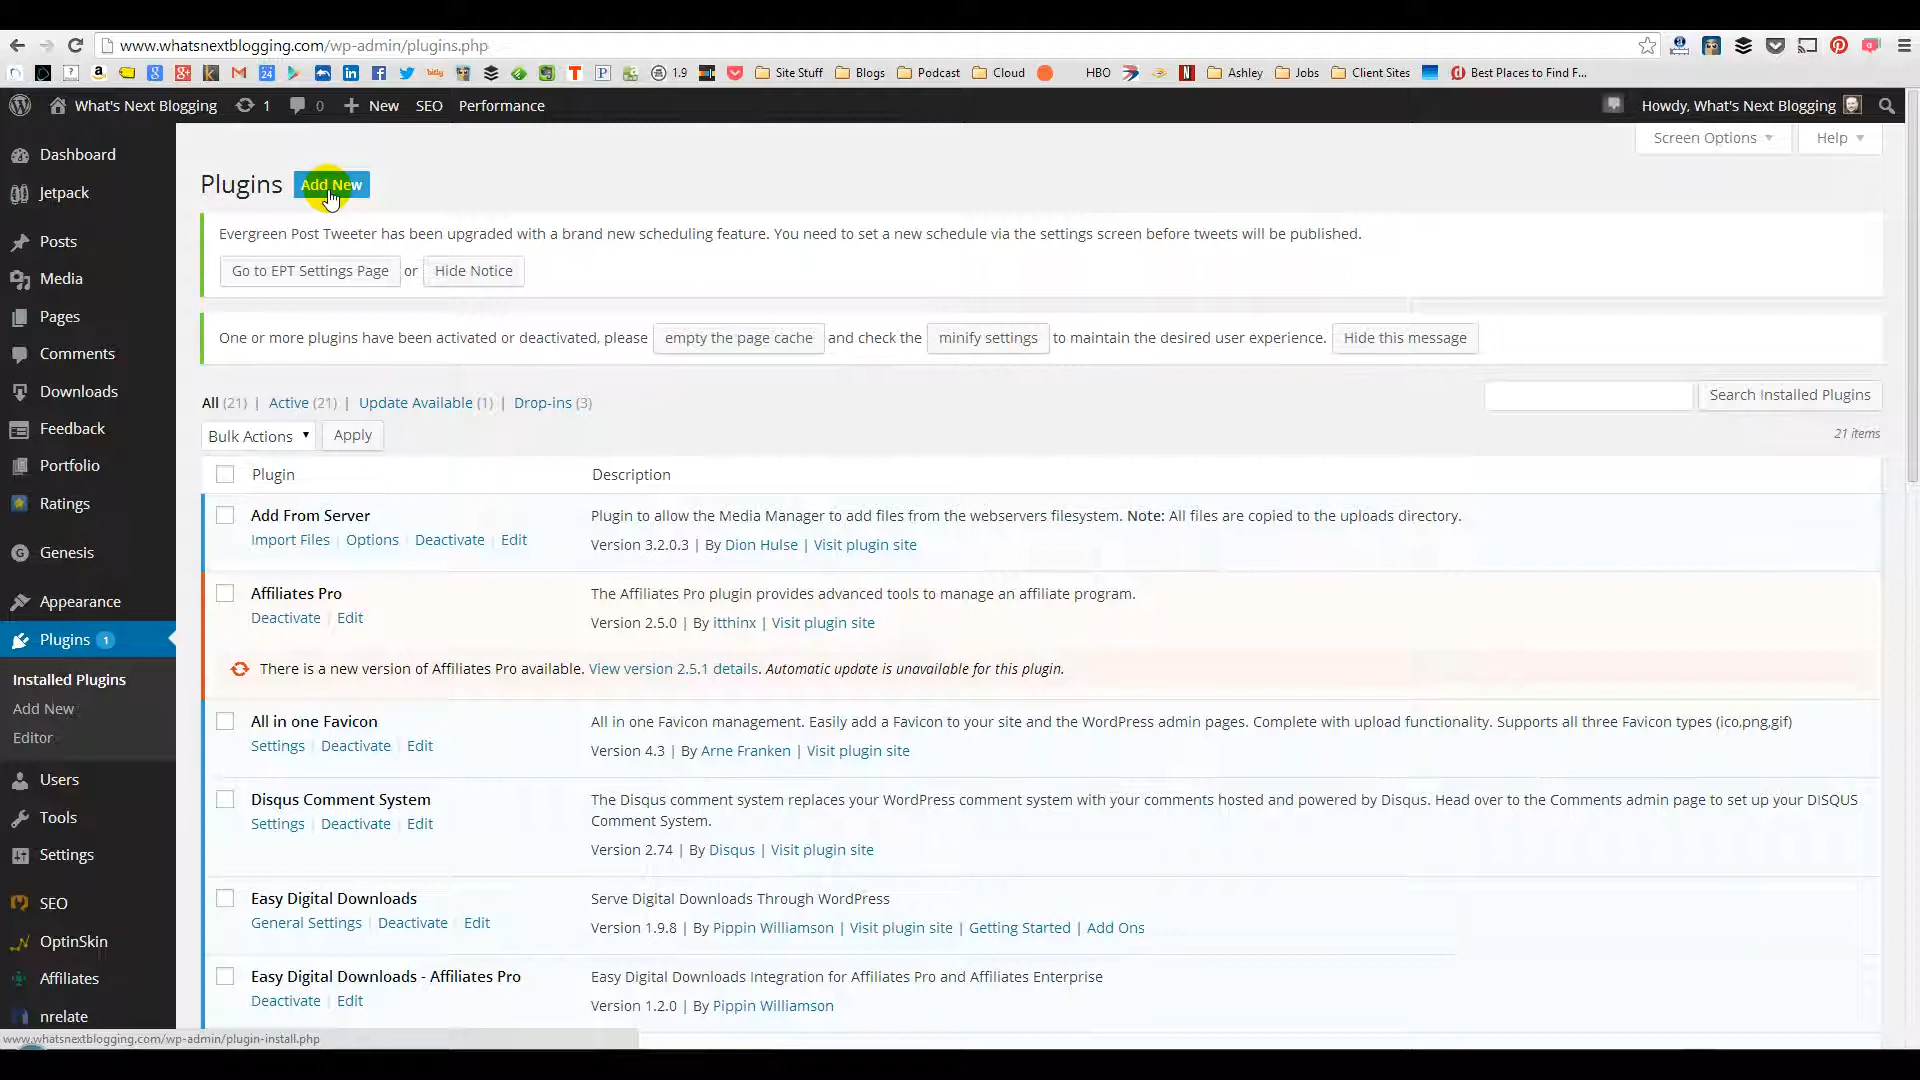 www.whatsnextblogging.com/wp-admin/plugins.php
bitly 1.9 Site Stuff Blogs Podcast Cloud HBO Ashley Jobs Client Sites Best Places to Find F...
What's Next Blogging 1 0 New SEO Performance Howdy, What's Next Blogging
Screen Options Help
Dashboard
Jetpack
Posts
Media
Pages
Comments
Downloads
Feedback
Portfolio
Ratings
Genesis
Appearance
Plugins 1
Installed Plugins
Add New
Editor
Users
Tools
Settings
SEO
OptinSkin
Affiliates
nrelate
Plugins Add New
Evergreen Post Tweeter has been upgraded with a brand new scheduling feature. You need to set a new schedule via the settings screen before tweets will be published.
Go to EPT Settings Page or Hide Notice
One or more plugins have been activated or deactivated, please empty the page cache and check the minify settings to maintain the desired user experience. Hide this message
All (21) | Active (21) | Update Available (1) | Drop-ins (3)
Search Installed Plugins
Bulk Actions Apply
21 items
Plugin Description
Add From Server
Import Files | Options | Deactivate | Edit
Plugin to allow the Media Manager to add files from the webservers filesystem. Note: All files are copied to the uploads directory.
Version 3.2.0.3 | By Dion Hulse | Visit plugin site
Affiliates Pro
Deactivate | Edit
The Affiliates Pro plugin provides advanced tools to manage an affiliate program.
Version 2.5.0 | By itthinx | Visit plugin site
There is a new version of Affiliates Pro available. View version 2.5.1 details. Automatic update is unavailable for this plugin.
All in one Favicon
Settings | Deactivate | Edit
All in one Favicon management. Easily add a Favicon to your site and the WordPress admin pages. Complete with upload functionality. Supports all three Favicon types (ico,png,gif)
Version 4.3 | By Arne Franken | Visit plugin site
Disqus Comment System
Settings | Deactivate | Edit
The Disqus comment system replaces your WordPress comment system with your comments hosted and powered by Disqus. Head over to the Comments admin page to set up your DISQUS
Comment System.
Version 2.74 | By Disqus | Visit plugin site
Easy Digital Downloads
General Settings | Deactivate | Edit
Serve Digital Downloads Through WordPress
Version 1.9.8 | By Pippin Williamson | Visit plugin site | Getting Started | Add Ons
Easy Digital Downloads - Affiliates Pro
Deactivate | Edit
Easy Digital Downloads Integration for Affiliates Pro and Affiliates Enterprise
Version 1.2.0 | By Pippin Williamson
www.whatsnextblogging.com/wp-admin/plugin-install.php